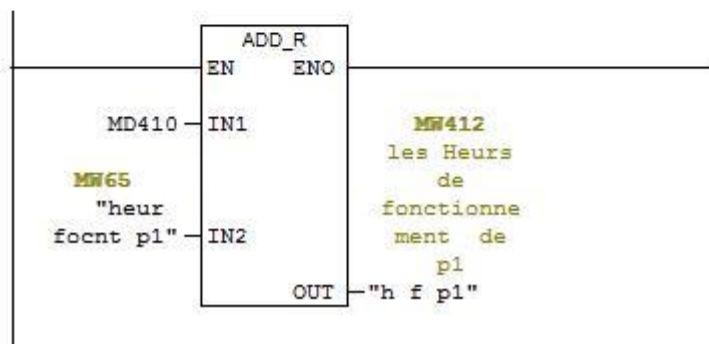 ADD_R
EN ENO
MD410 IN1
MW412
les Heurs
de
fonctionne
ment de
p1
MW65
"heur
focnt p1" IN2
OUT "h f p1"